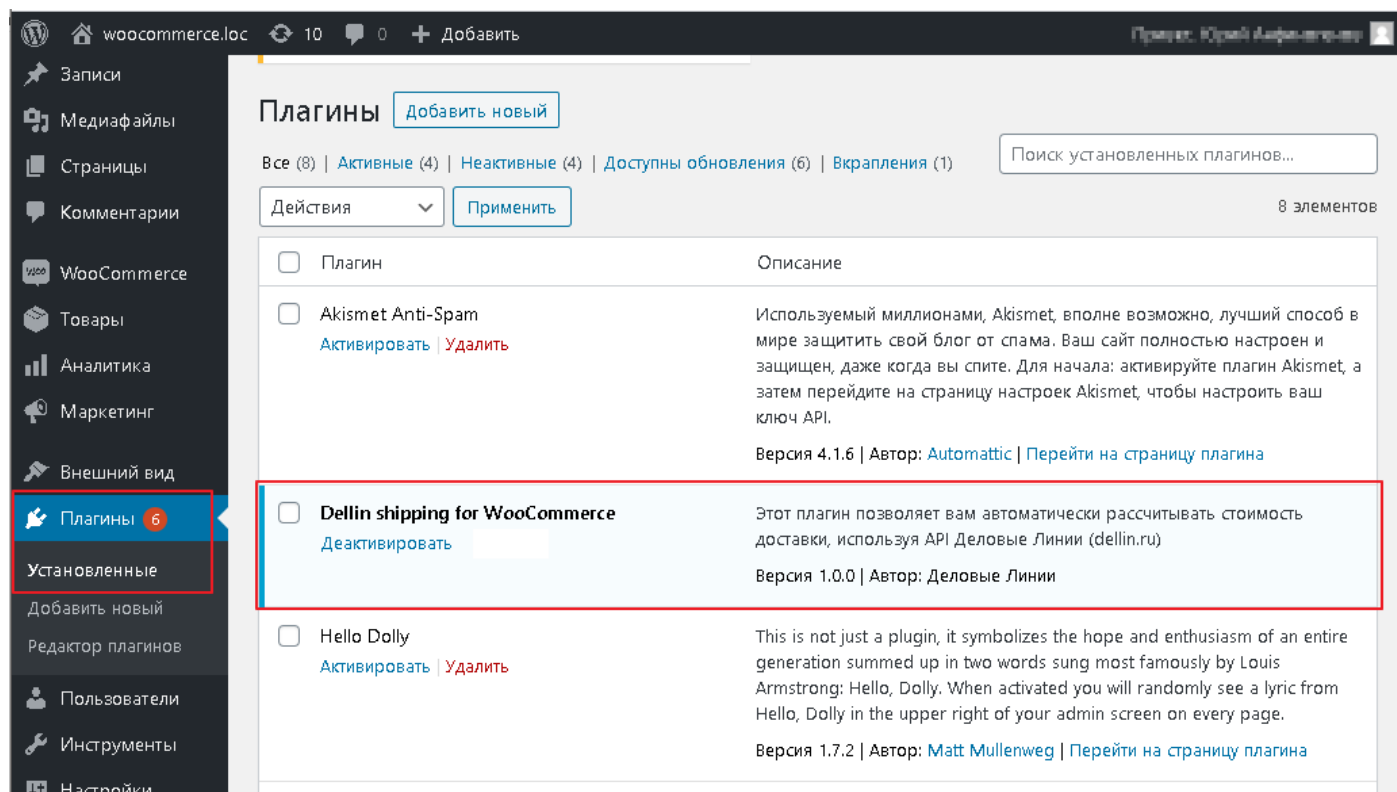 woocommerce.loc 10 0 + Добавить
Записи
Медиафайлы
Страницы
Комментарии
WooCommerce
Товары
Аналитика
Маркетинг
Внешний вид
Плагины 6
Установленные
Добавить новый
Редактор плагинов
Пользователи
Инструменты
Настройки
Плагины Добавить новый
Все (8) | Активные (4) | Неактивные (4) | Доступны обновления (6) | Вкрапления (1)
Поиск установленных плагинов...
Действия Применить
8 элементов
Плагин Описание
Akismet Anti-Spam
Активировать | Удалить
Используемый миллионами, Akismet, вполне возможно, лучший способ в
мире защитить свой блог от спама. Ваш сайт полностью настроен и
защищен, даже когда вы спите. Для начала: активируйте плагин Akismet, а
затем перейдите на страницу настроек Akismet, чтобы настроить ваш
ключ API.
Версия 4.1.6 | Автор: Automattic | Перейти на страницу плагина
Dellin shipping for WooCommerce
Деактивировать
Этот плагин позволяет вам автоматически рассчитывать стоимость
доставки, используя API Деловые Линии (dellin.ru)
Версия 1.0.0 | Автор: Деловые Линии
Hello Dolly
Активировать | Удалить
This is not just a plugin, it symbolizes the hope and enthusiasm of an entire
generation summed up in two words sung most famously by Louis
Armstrong: Hello, Dolly. When activated you will randomly see a lyric from
Hello, Dolly in the upper right of your admin screen on every page.
Версия 1.7.2 | Автор: Matt Mullenweg | Перейти на страницу плагина